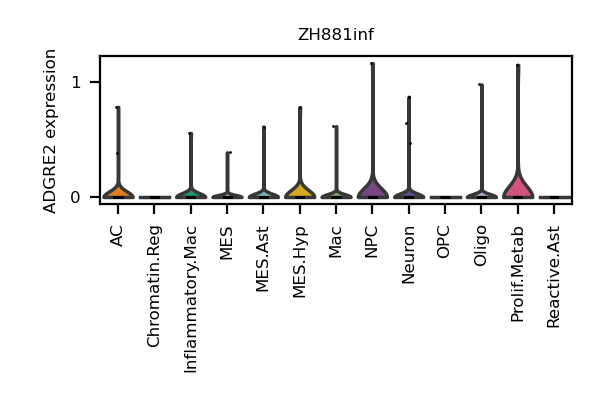 ZH881inf
ADGRE2 expression
1
0
AC
Chromatin.Reg
Inflammatory.Mac
MES
MES.Ast
MES.Hyp
Mac
NPC
Neuron
OPC
Oligo
Prolif.Metab
Reactive.Ast